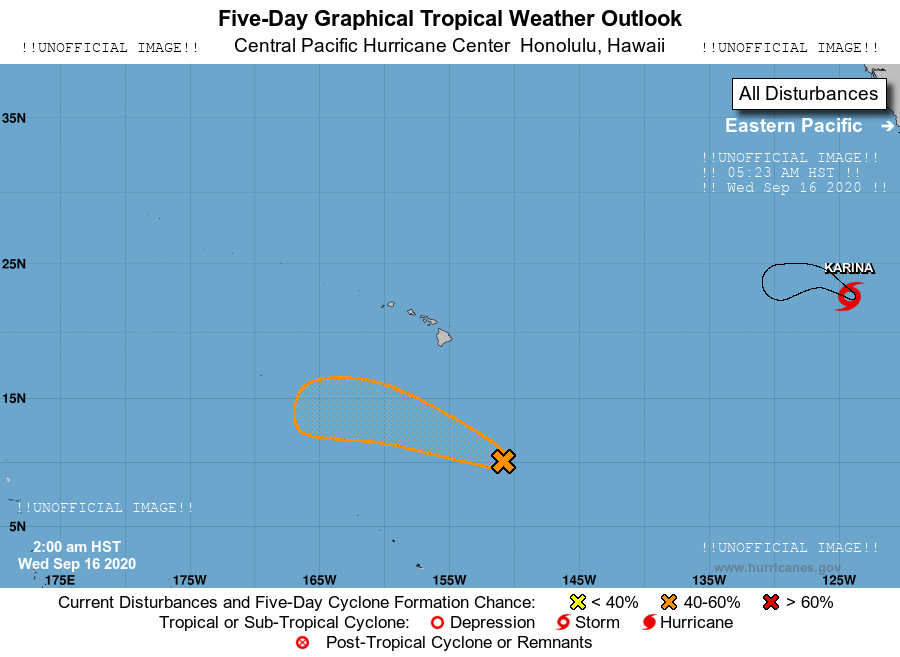 Five-Day Graphical Tropical Weather Outlook
!!UNOFFICIAL IMAGE!! Central Pacific Hurricane Center Honolulu, Hawaii !!UNOFFICIAL IMAGE!!
All Disturbances
35N
Eastern Pacific →
!!UNOFFICIAL IMAGE!!
!! 05:23 AM HST !!
!! Wed Sep 16 2020 !!
25N
KARINA
15N
!!UNOFFICIAL IMAGE!!
5N
2:00 am HST
Wed Sep 16 2020
!!UNOFFICIAL IMAGE!!
www.hurricanes.gov
175E 175W 165W 155W 145W 135W 125W
Current Disturbances and Five-Day Cyclone Formation Chance: < 40% 40-60% > 60%
Tropical or Sub-Tropical Cyclone: Depression Storm Hurricane
Post-Tropical Cyclone or Remnants